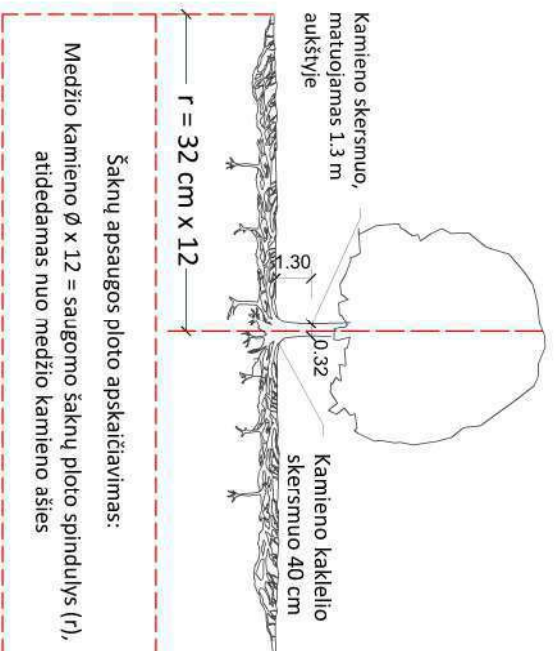 Kamieno skersmuo,
matuojamas 1.3 m
aukštyje
1.30
0.32
Kamieno kaklelio
skersmuo 40 cm
r = 32 cm x 12
Šaknų apsaugos ploto apskaičiavimas:
Medžio kamieno Ø x 12 = saugomo šaknų ploto spindulys (r),
atidedamas nuo medžio kamieno ašies